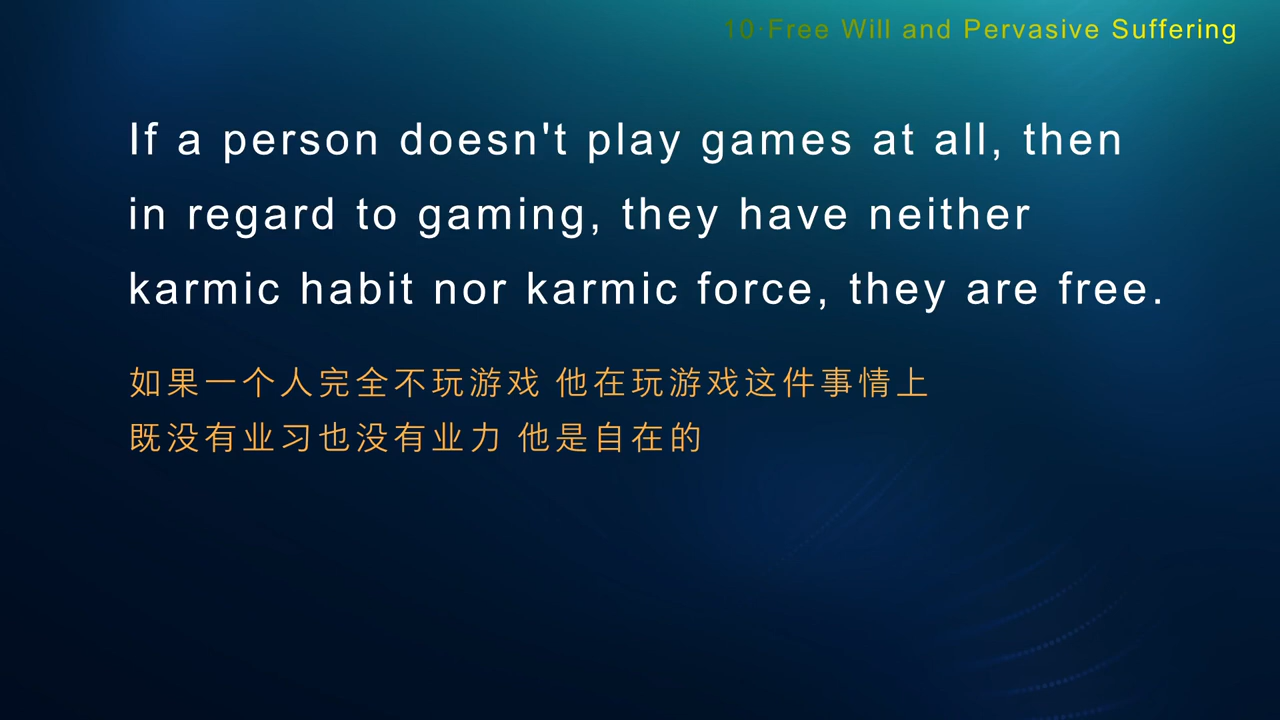 10·Free Will and Pervasive Suffering
If a person doesn't play games at all, then
in regard to gaming, they have neither
karmic habit nor karmic force, they are free.
如果一个人完全不玩游戏 他在玩游戏这件事情上
既没有业习也没有业力 他是自在的